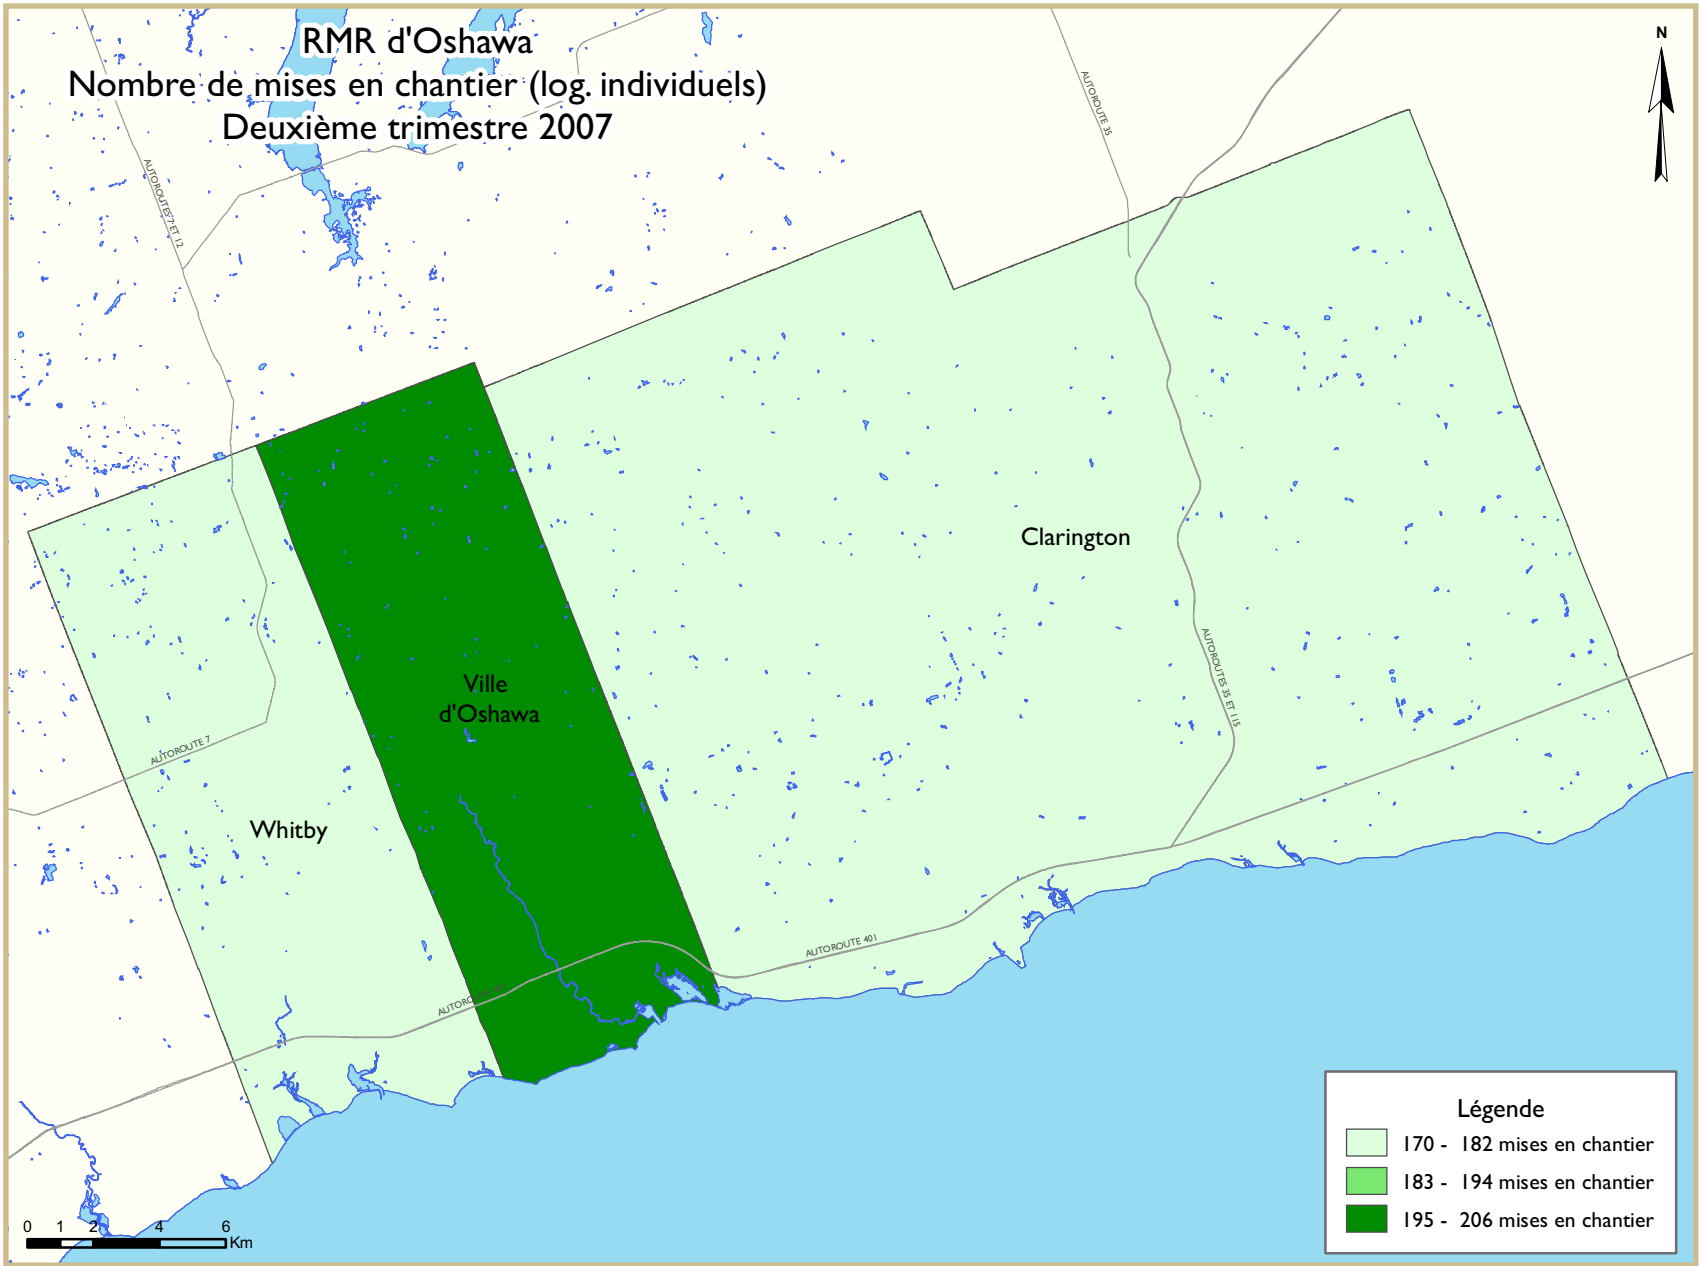 RMR d'Oshawa
Nombre de mises en chantier (log. individuels)
Deuxième trimestre 2007
N
AUTOROUTE 35
AUTOROUTES 7 ET 12
Clarington
AUTOROUTES 35 ET 115
Ville
d'Oshawa
AUTOROUTE 7
Whitby
AUTOROUTE 401
Légende
170 - 182 mises en chantier
183 - 194 mises en chantier
195 - 206 mises en chantier
0 1 2 4 6
Km